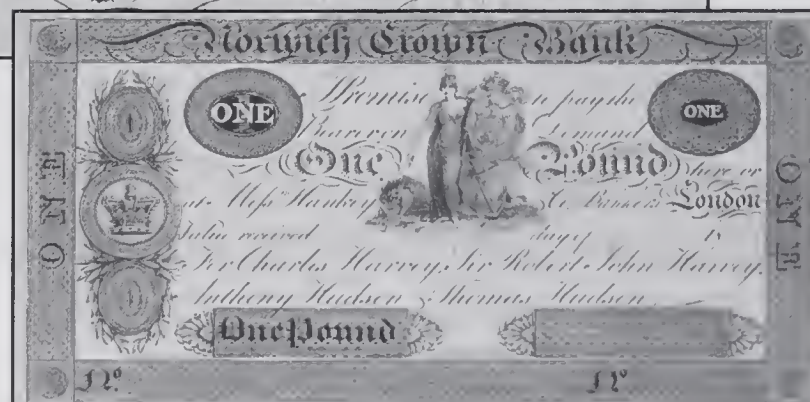 Norwich Crown Bank
ONE
ONE
I Promise to pay the
Bearer on Demand
One Pound here or
at Messrs Hankey & Co. Bankers London
Value received day of 18
For Charles Harvey, Sir Robert John Harvey,
Anthony Hudson & Thomas Hudson
One Pound
No No
ONE
ONE